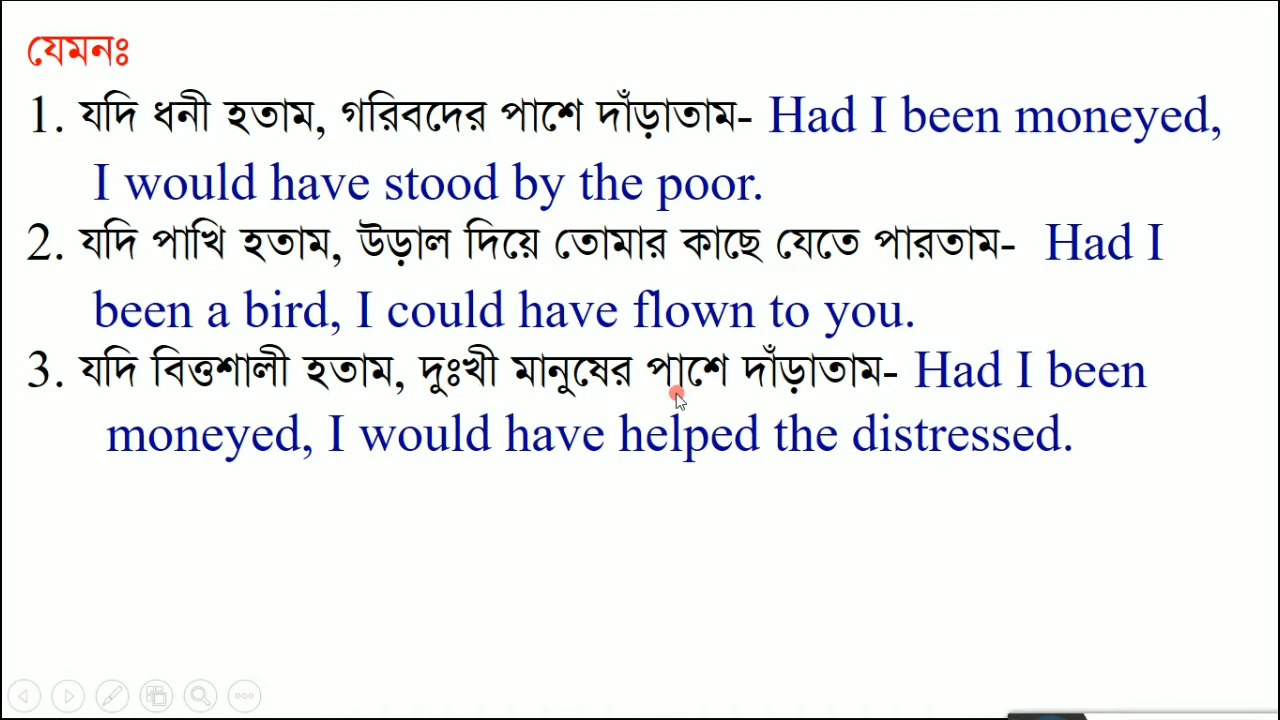 যেমনঃ
1. যদি ধনী হতাম, গরিবদের পাশে দাঁড়াতাম- Had I been moneyed,
I would have stood by the poor.
2. যদি পাখি হতাম, উড়াল দিয়ে তোমার কাছে যেতে পারতাম- Had I
been a bird, I could have flown to you.
3. যদি বিত্তশালী হতাম, দুঃখী মানুষের পাশে দাঁড়াতাম- Had I been
moneyed, I would have helped the distressed.